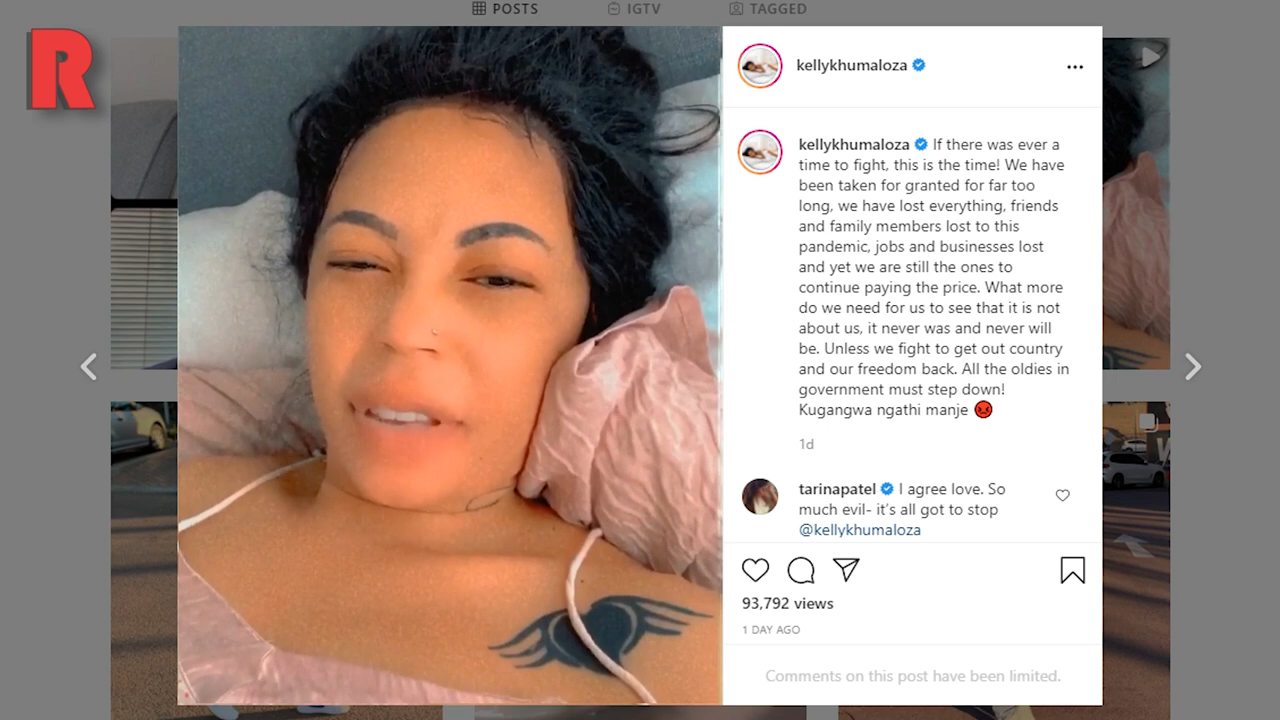 POSTS IGTV TAGGED
R
kellykhumaloza
kellykhumaloza If there was ever a
time to fight, this is the time! We have
been taken for granted for far too
long, we have lost everything, friends
and family members lost to this
pandemic, jobs and businesses lost
and yet we are still the ones to
continue paying the price. What more
do we need for us to see that it is not
about us, it never was and never will
be. Unless we fight to get out country
and our freedom back. All the oldies in
government must step down!
Kugangwa ngathi manje 😡
1d
tarinapatel I agree love. So
much evil- it’s all got to stop
@kellykhumaloza
93,792 views
1 DAY AGO
Comments on this post have been limited.